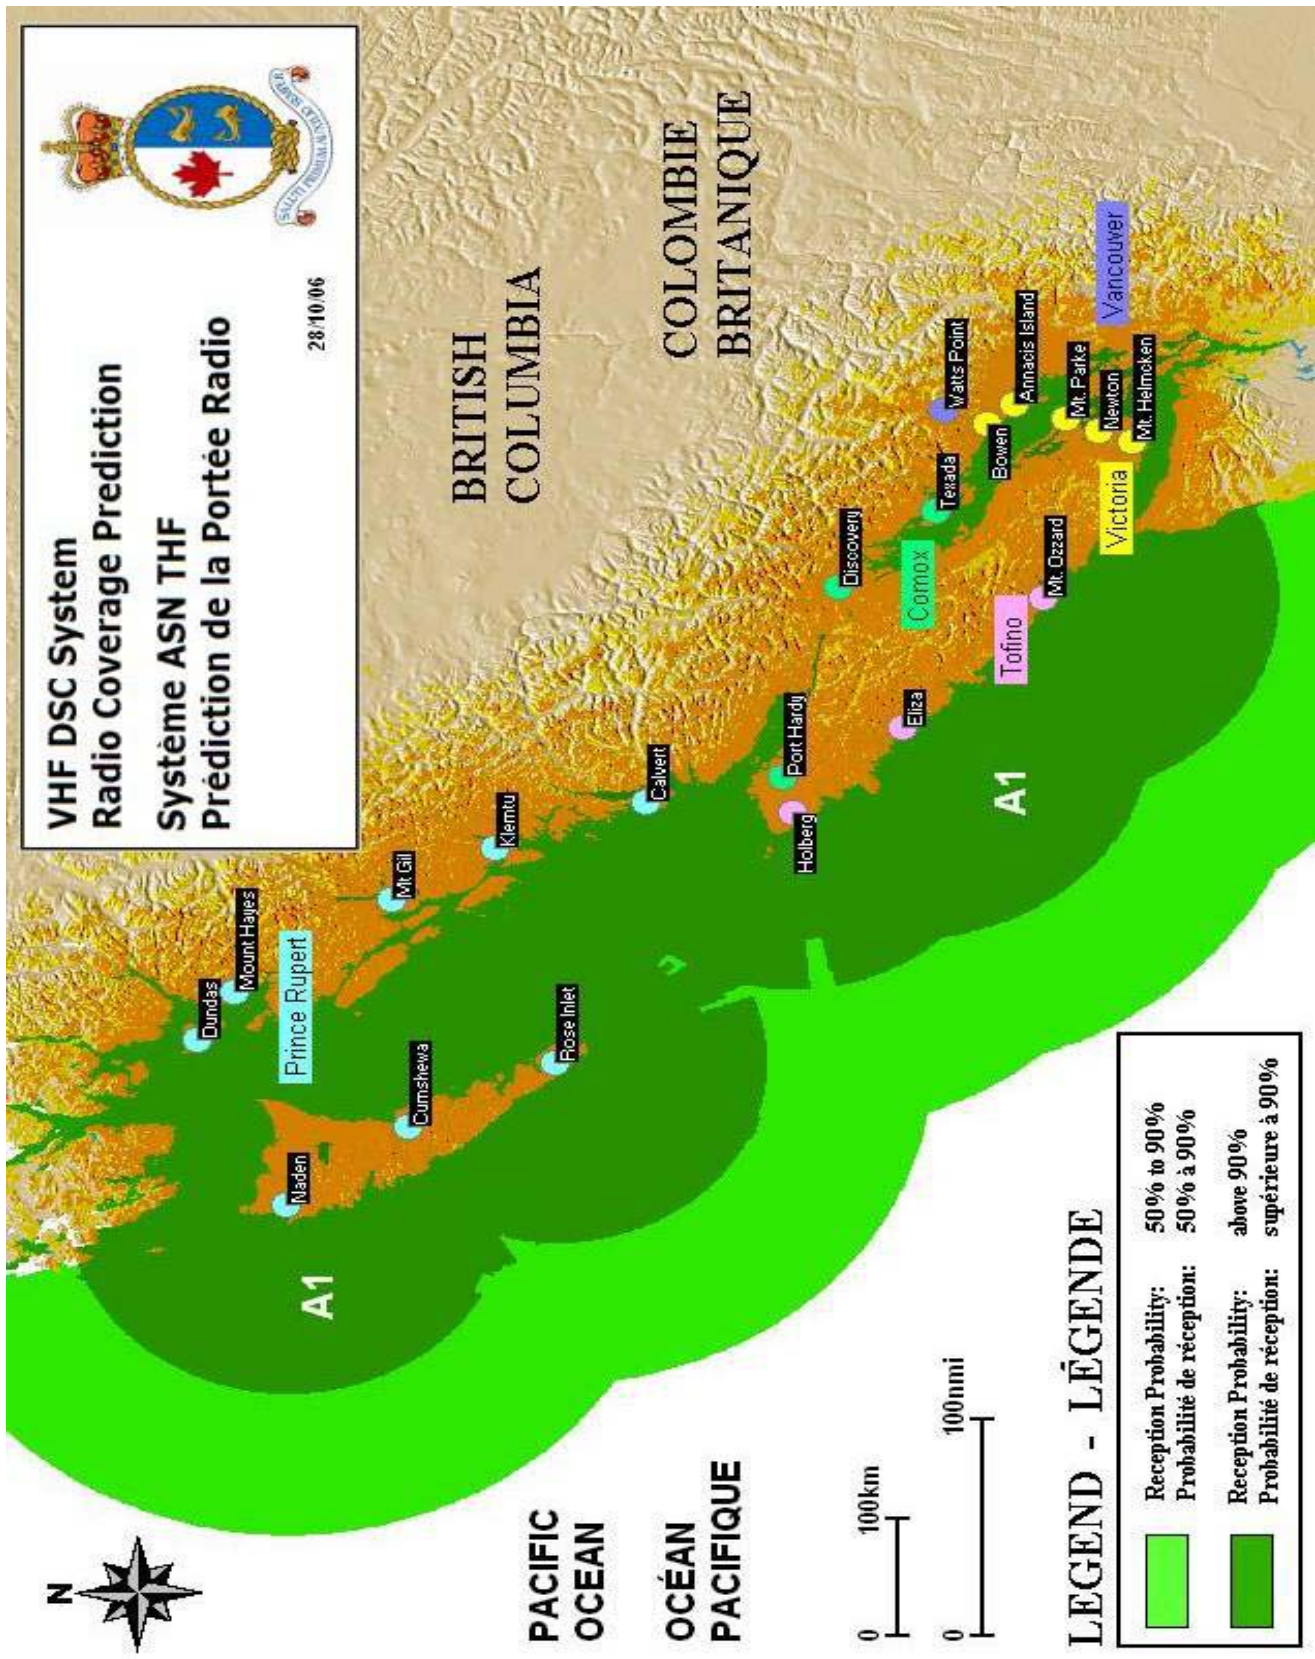 VHF DSC System
Radio Coverage Prediction
Système ASN THF
Prédiction de la Portée Radio
28/10/06
N
BRITISH
COLUMBIA
COLOMBIE
BRITANIQUE
Dundas
Mount Hayes
Prince Rupert
Naden
Cumshewa
Rose Inlet
Mt Gil
Klemtu
Calvert
A1
Port Hardy
Holberg
Discovery
Comox
Texada
Watts Point
Vancouver
Bowen
Annacis Island
Eliza
Tofino
Mt. Ozzard
Mt. Parke
Newton
Mt. Helmcken
Victoria
A1
PACIFIC
OCEAN
OCÉAN
PACIFIQUE
0 100km
0 100nmi
LEGEND - LÉGENDE
Reception Probability: 50% to 90%
Probabilité de réception: 50% à 90%
Reception Probability: above 90%
Probabilité de réception: supérieure à 90%